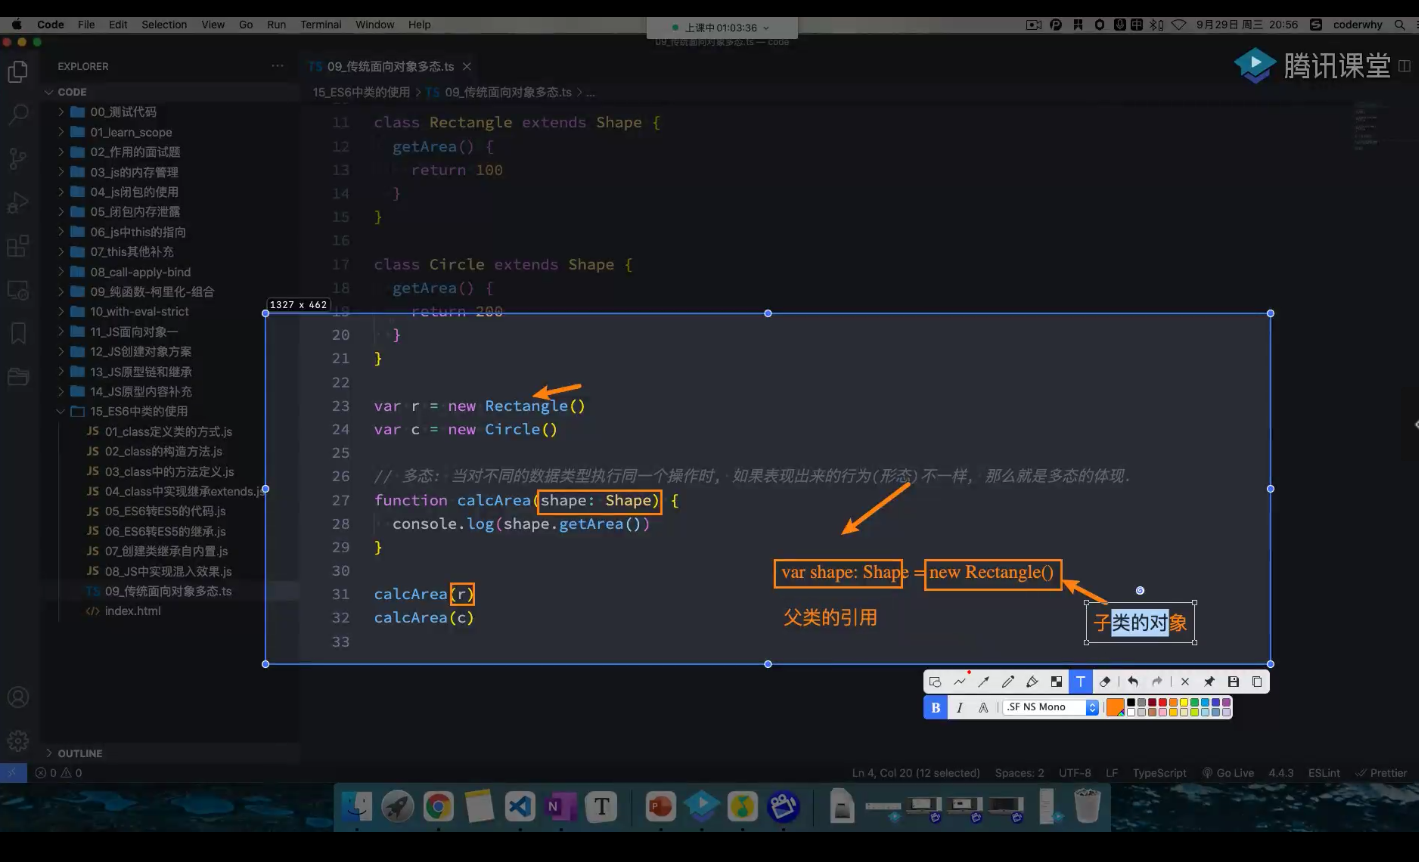 Code File Edit Selection View Go Run Terminal Window Help
上课中 01:03:36
9月29日 周三 20:56
coderwhy
09_传统面向对象多态.ts — code
腾讯课堂
EXPLORER
CODE
00_测试代码
01_learn_scope
02_作用的面试题
03_js的内存管理
04_js闭包的使用
05_闭包内存泄露
06_js中this的指向
07_this其他补充
08_call-apply-bind
09_纯函数-柯里化-组合
10_with-eval-strict
11_JS面向对象一
12_JS创建对象方案
13_JS原型链和继承
14_JS原型内容补充
15_ES6中类的使用
JS 01_class定义类的方式.js
JS 02_class的构造方法.js
JS 03_class中的方法定义.js
JS 04_class中实现继承extends.js
JS 05_ES6转ES5的代码.js
JS 06_ES6转ES5的继承.js
JS 07_创建类继承自内置.js
JS 08_JS中实现混入效果.js
TS 09_传统面向对象多态.ts
index.html
OUTLINE
TS 09_传统面向对象多态.ts
15_ES6中类的使用 > TS 09_传统面向对象多态.ts > ...
11 class Rectangle extends Shape {
12 getArea() {
13 return 100
14 }
15 }
16
17 class Circle extends Shape {
18 getArea() {
19 return 200
1327 x 462
20 }
21 }
22
23 var r = new Rectangle()
24 var c = new Circle()
25
26 // 多态: 当对不同的数据类型执行同一个操作时, 如果表现出来的行为(形态)不一样, 那么就是多态的体现.
27 function calcArea(shape: Shape) {
28 console.log(shape.getArea())
29 }
30
31 calcArea(r)
32 calcArea(c)
33
var shape: Shape = new Rectangle()
父类的引用
子类的对象
T
B I A .SF NS Mono
0 0
Ln 4, Col 20 (12 selected) Spaces: 2 UTF-8 LF TypeScript Go Live 4.4.3 ESLint Prettier